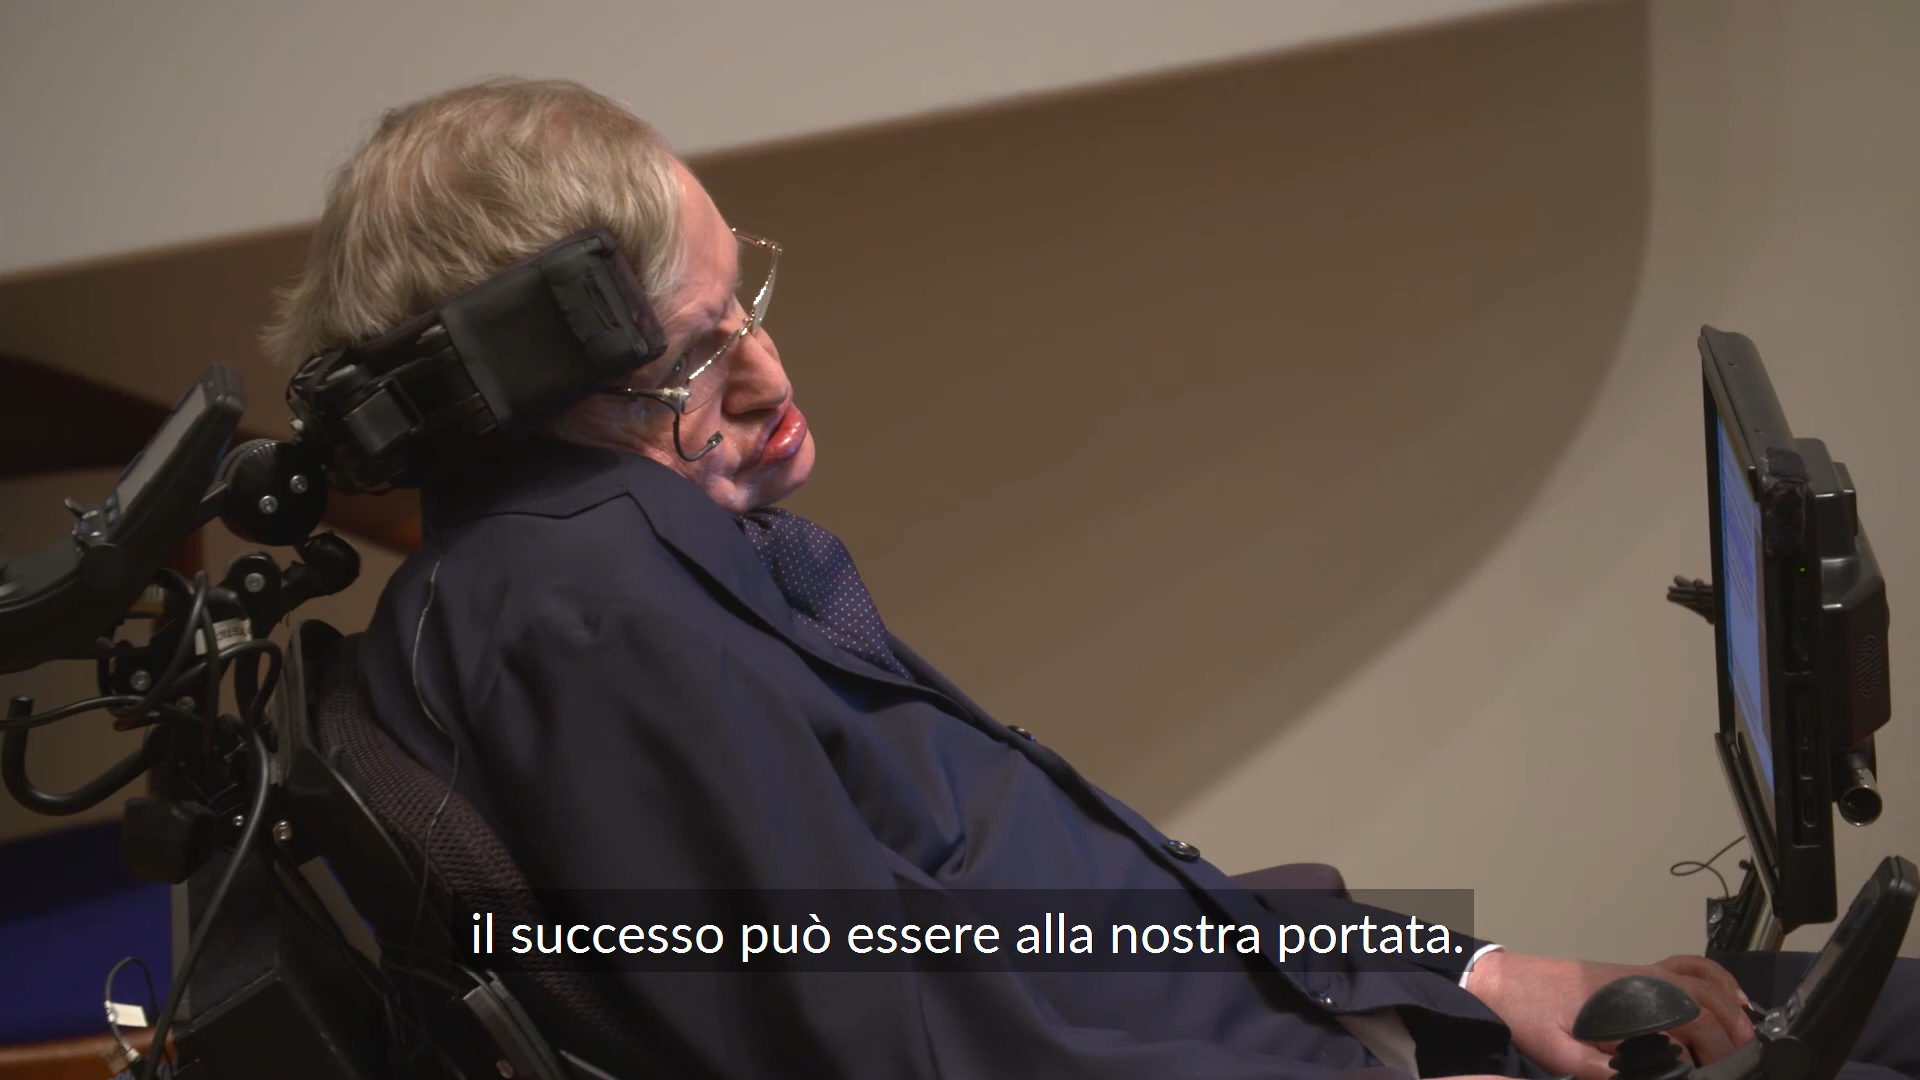 il successo può essere alla nostra portata.